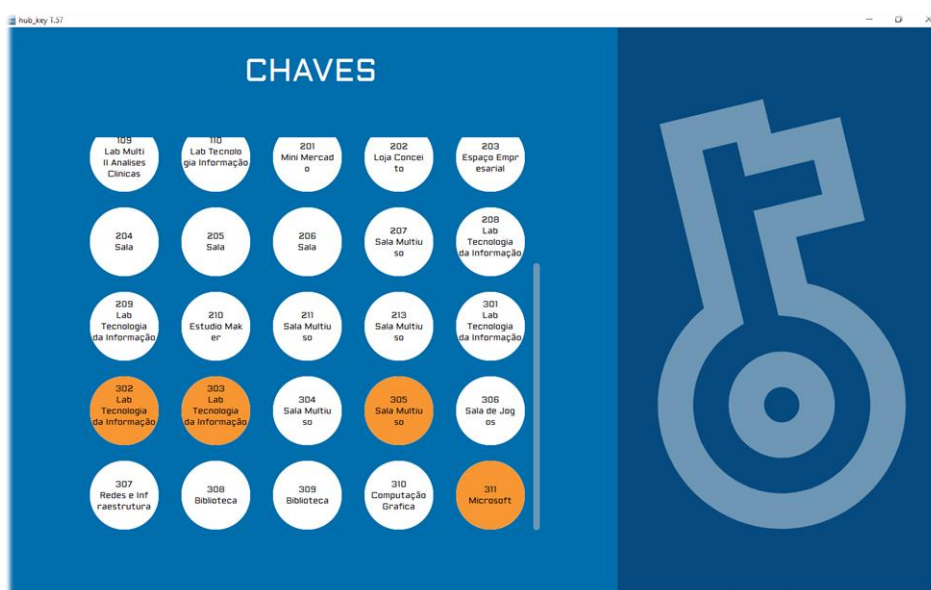 hub_key 1.57
CHAVES
109
Lab Multi
II Analises
Clinicas
110
Lab Tecnolo
gia Informação
201
Mini Mercad
o
202
Loja Concei
to
203
Espaço Empr
esarial
204
Sala
205
Sala
206
Sala
207
Sala Multiu
so
208
Lab
Tecnologia
da Informação
209
Lab
Tecnologia
da Informação
210
Estudio Mak
er
211
Sala Multiu
so
213
Sala Multiu
so
301
Lab
Tecnologia
da Informação
302
Lab
Tecnologia
da Informação
303
Lab
Tecnologia
da Informação
304
Sala Multiu
so
305
Sala Multiu
so
306
Sala de Jog
os
307
Redes e Inf
raestrutura
308
Biblioteca
309
Biblioteca
310
Computação
Grafica
311
Microsoft